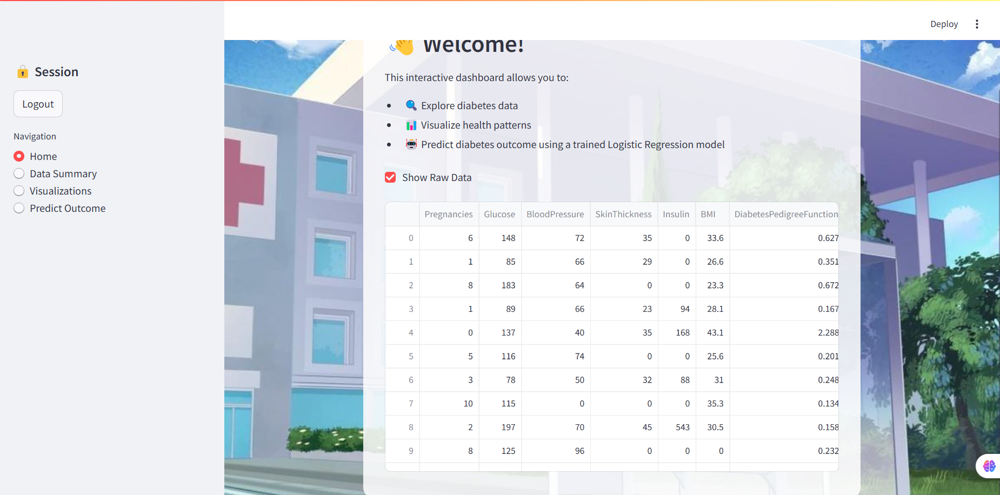 Deploy
Session
Logout
Navigation
Home
Data Summary
Visualizations
Predict Outcome
Welcome!
This interactive dashboard allows you to:
Explore diabetes data
Visualize health patterns
Predict diabetes outcome using a trained Logistic Regression model
Show Raw Data
Pregnancies Glucose BloodPressure SkinThickness Insulin BMI DiabetesPedigreeFunction
0 6 148 72 35 0 33.6 0.627
1 1 85 66 29 0 26.6 0.351
2 8 183 64 0 0 23.3 0.672
3 1 89 66 23 94 28.1 0.167
4 0 137 40 35 168 43.1 2.288
5 5 116 74 0 0 25.6 0.201
6 3 78 50 32 88 31 0.248
7 10 115 0 0 0 35.3 0.134
8 2 197 70 45 543 30.5 0.158
9 8 125 96 0 0 0 0.232